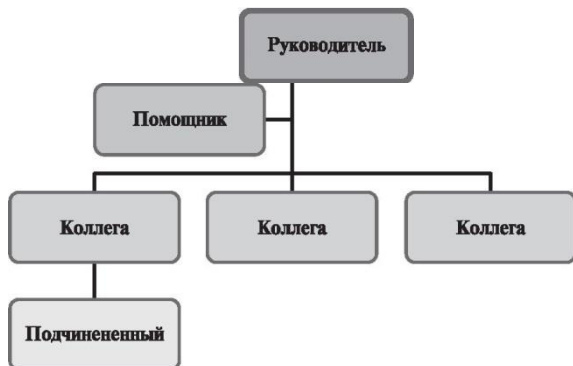 Руководитель
Помощник
Коллега
Коллега
Коллега
Подчинененный